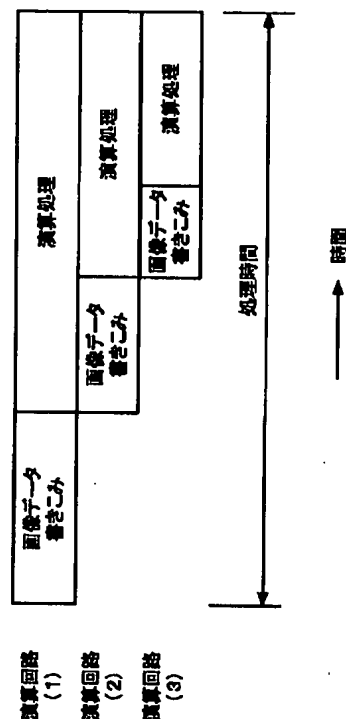 演算回路
(1)
画像データ
書きこみ
演算処理
演算回路
(2)
画像データ
書きこみ
演算処理
演算回路
(3)
画像データ
書きこみ
演算処理
処理時間
時間